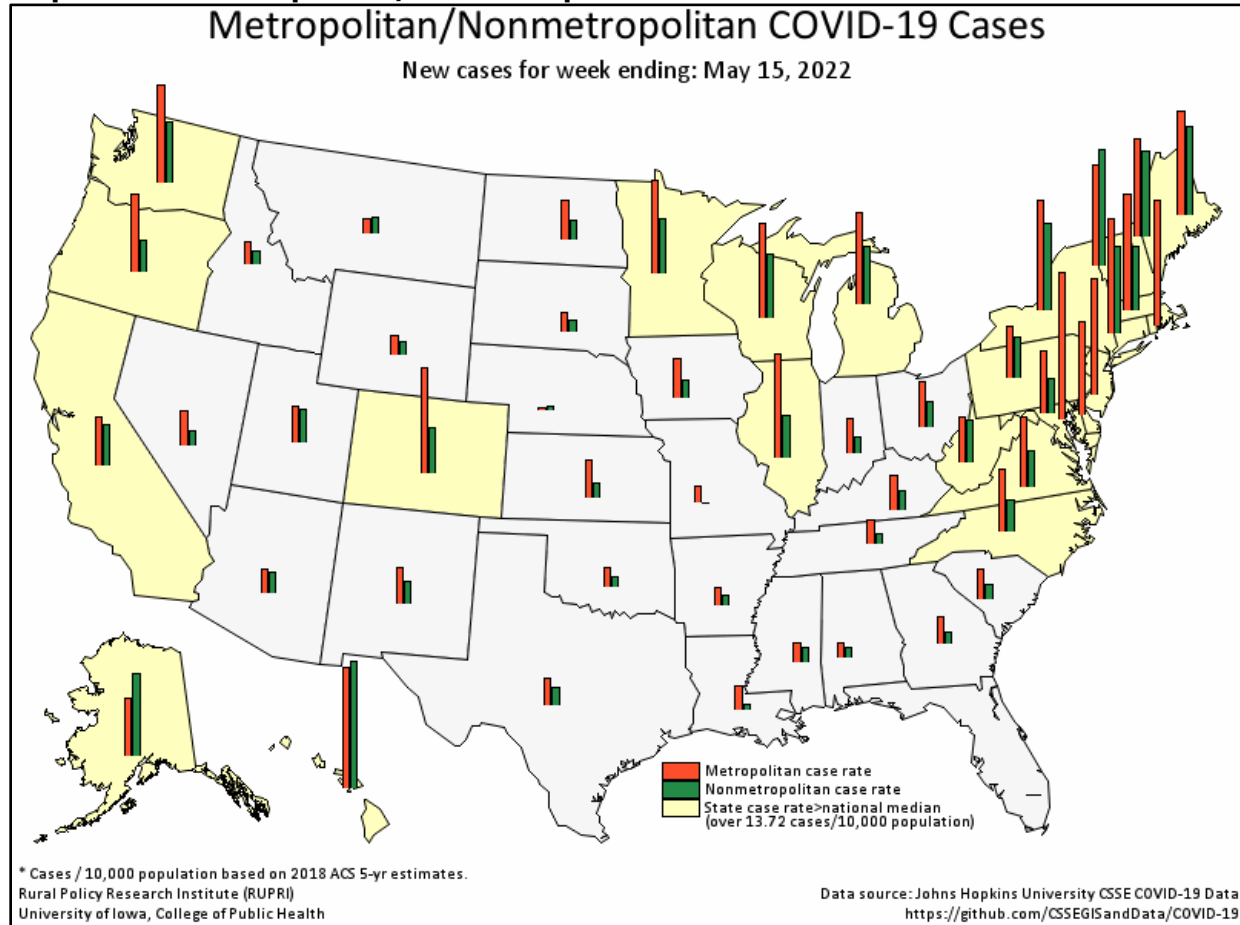 Metropolitan/Nonmetropolitan COVID-19 Cases
New cases for week ending: May 15, 2022
Metropolitan case rate
Nonmetropolitan case rate
State case rate>national median
(over 13.72 cases/10,000 population)
* Cases / 10,000 population based on 2018 ACS 5-yr estimates.
Rural Policy Research Institute (RUPRI)
University of Iowa, College of Public Health
Data source: Johns Hopkins University CSSE COVID-19 Data
https://github.com/CSSEGISandData/COVID-19